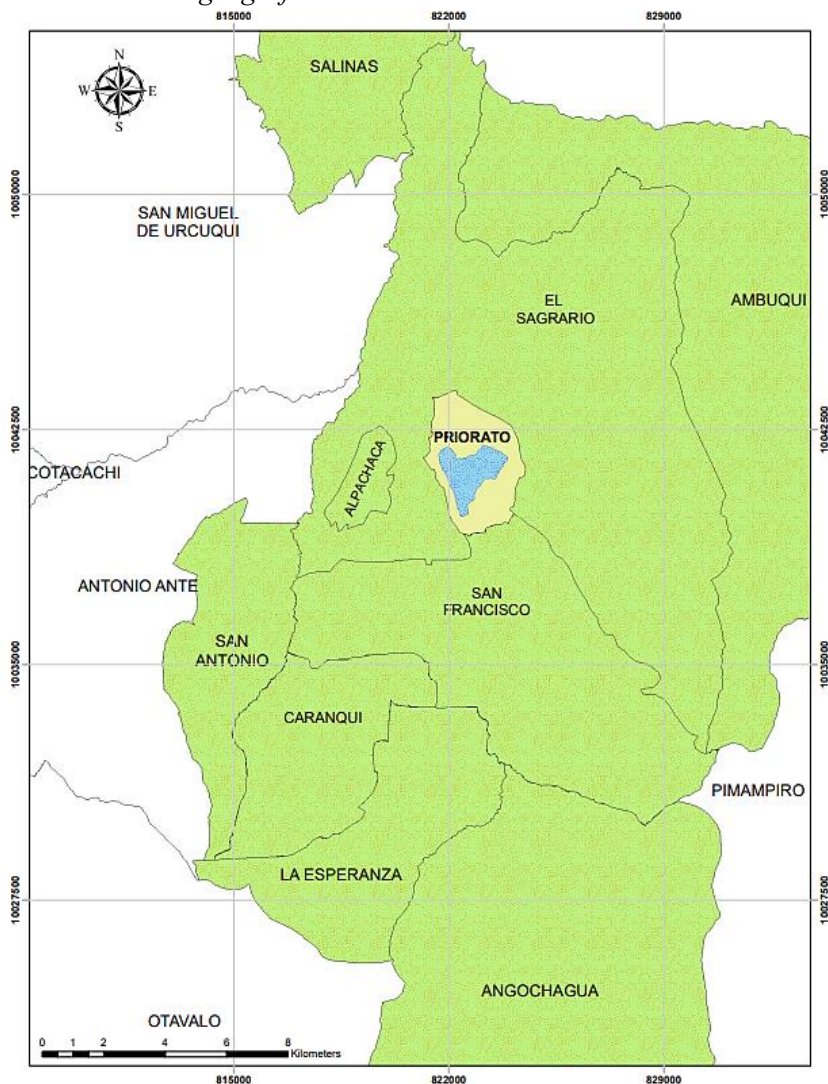 815000 822000 829000
N
W E
S
SALINAS
10050000 10050000
SAN MIGUEL
DE URCUQUI
EL
SAGRARIO
AMBUQUI
10042500 10042500
PRIORATO
ALPACHACA
COTACACHI
ANTONIO ANTE
SAN
FRANCISCO
SAN
ANTONIO
10035000 10035000
CARANQUI
PIMAMPIRO
LA ESPERANZA
10027500 10027500
ANGOCHAGUA
OTAVALO
0 1 2 4 6 8
Kilometers
815000 822000 829000